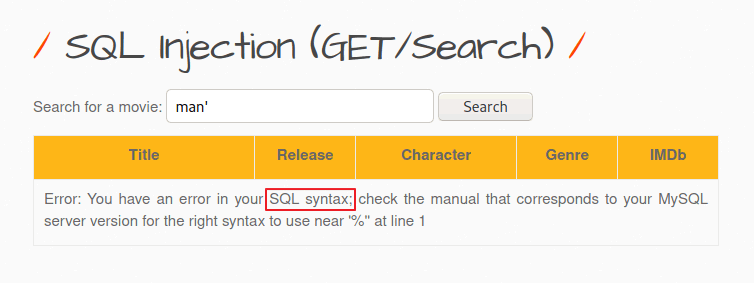 / SQL Injection (GET/Search) /
Search for a movie: man' Search
Title Release Character Genre IMDb
Error: You have an error in your SQL syntax; check the manual that corresponds to your MySQL
server version for the right syntax to use near '%'' at line 1